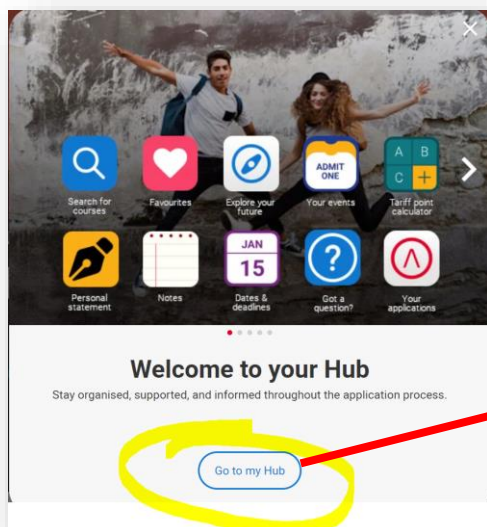 ADMIT
ONE
A B
C +
Search for
courses
Favourites
Explore your
future
Your events
Tariff point
calculator
JAN
15
?
Personal
statement
Notes
Dates &
deadlines
Got a
question?
Your
applications
Welcome to your Hub
Stay organised, supported, and informed throughout the application process.
Go to my Hub